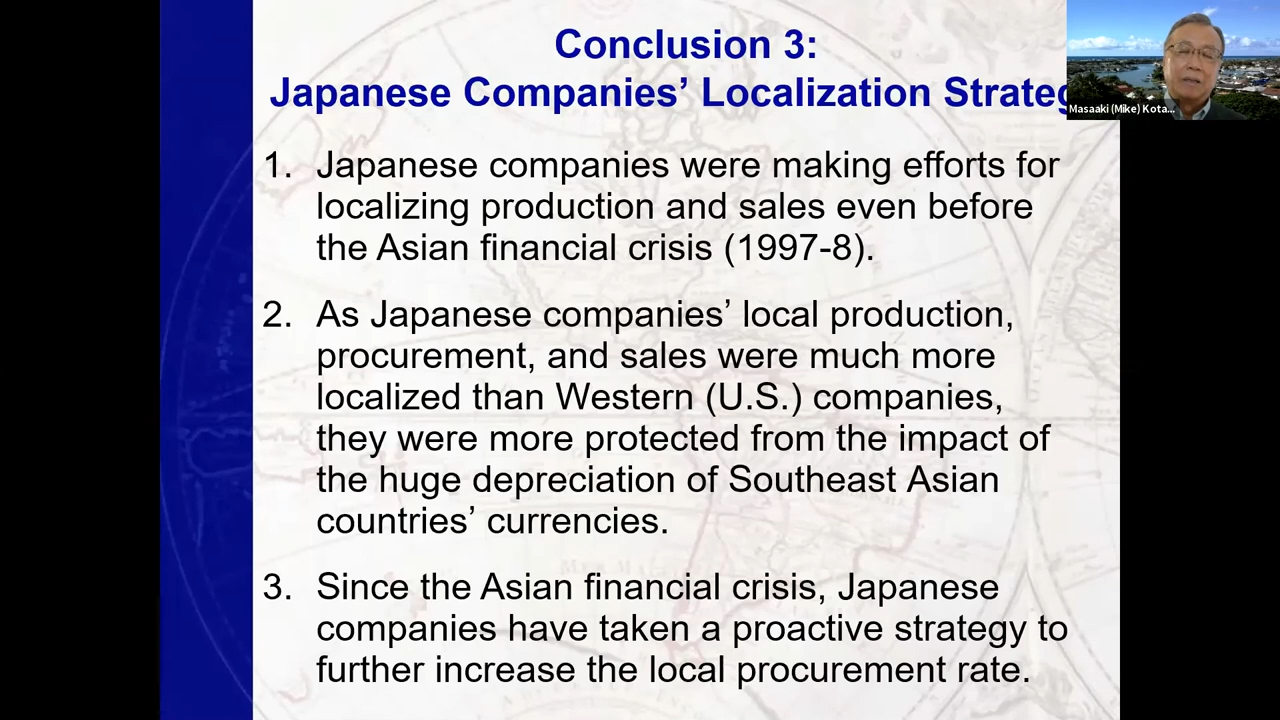 Conclusion 3:
Japanese Companies’ Localization Strateg
Masaaki (Mike) Kota...
1. Japanese companies were making efforts for
localizing production and sales even before
the Asian financial crisis (1997-8).
2. As Japanese companies’ local production,
procurement, and sales were much more
localized than Western (U.S.) companies,
they were more protected from the impact of
the huge depreciation of Southeast Asian
countries’ currencies.
3. Since the Asian financial crisis, Japanese
companies have taken a proactive strategy to
further increase the local procurement rate.